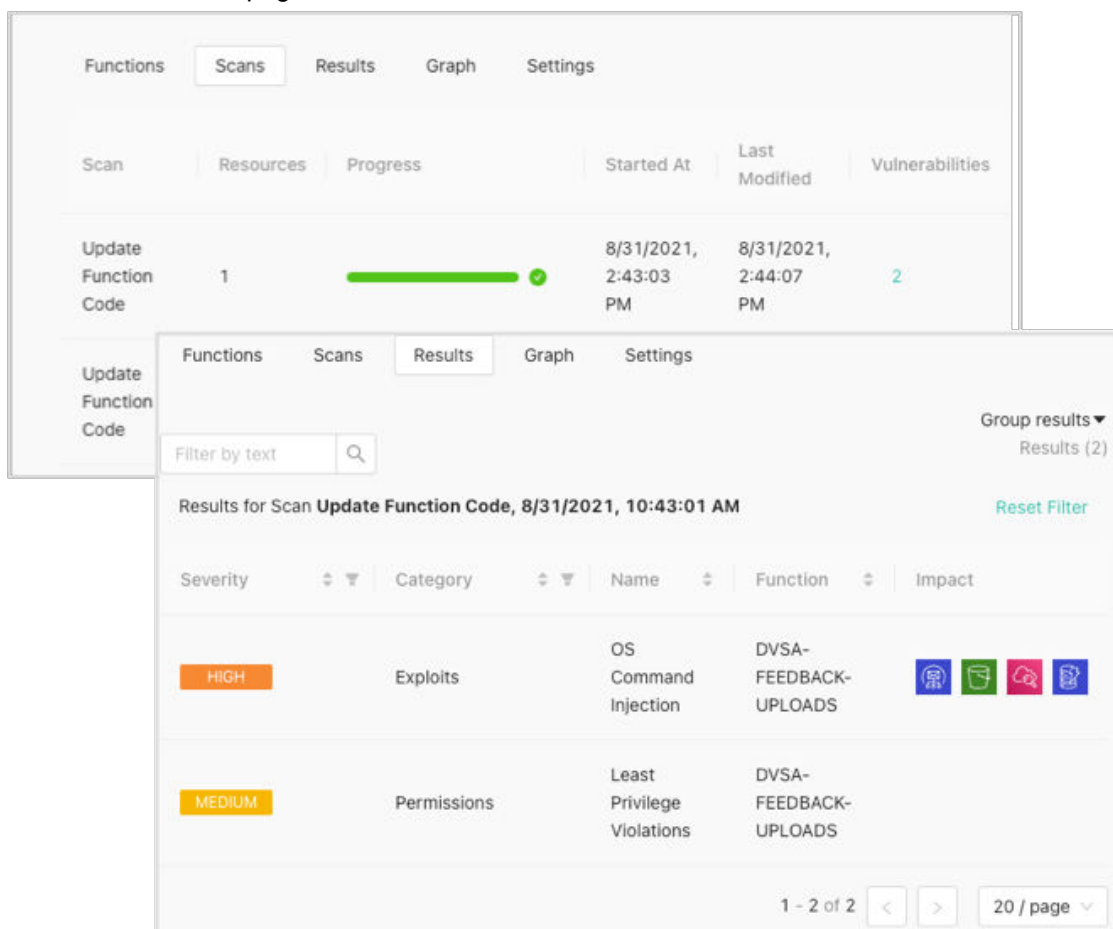 Functions Scans Results Graph Settings
Scan Resources Progress Started At Last Modified Vulnerabilities
Update Function Code 1 8/31/2021, 2:43:03 PM 8/31/2021, 2:44:07 PM 2
Update Function Code
Functions Scans Results Graph Settings
Group results
Filter by text Results (2)
Results for Scan Update Function Code, 8/31/2021, 10:43:01 AM Reset Filter
Severity Category Name Function Impact
HIGH Exploits OS Command Injection DVSA-FEEDBACK-UPLOADS
MEDIUM Permissions Least Privilege Violations DVSA-FEEDBACK-UPLOADS
1 - 2 of 2 < > 20 / page